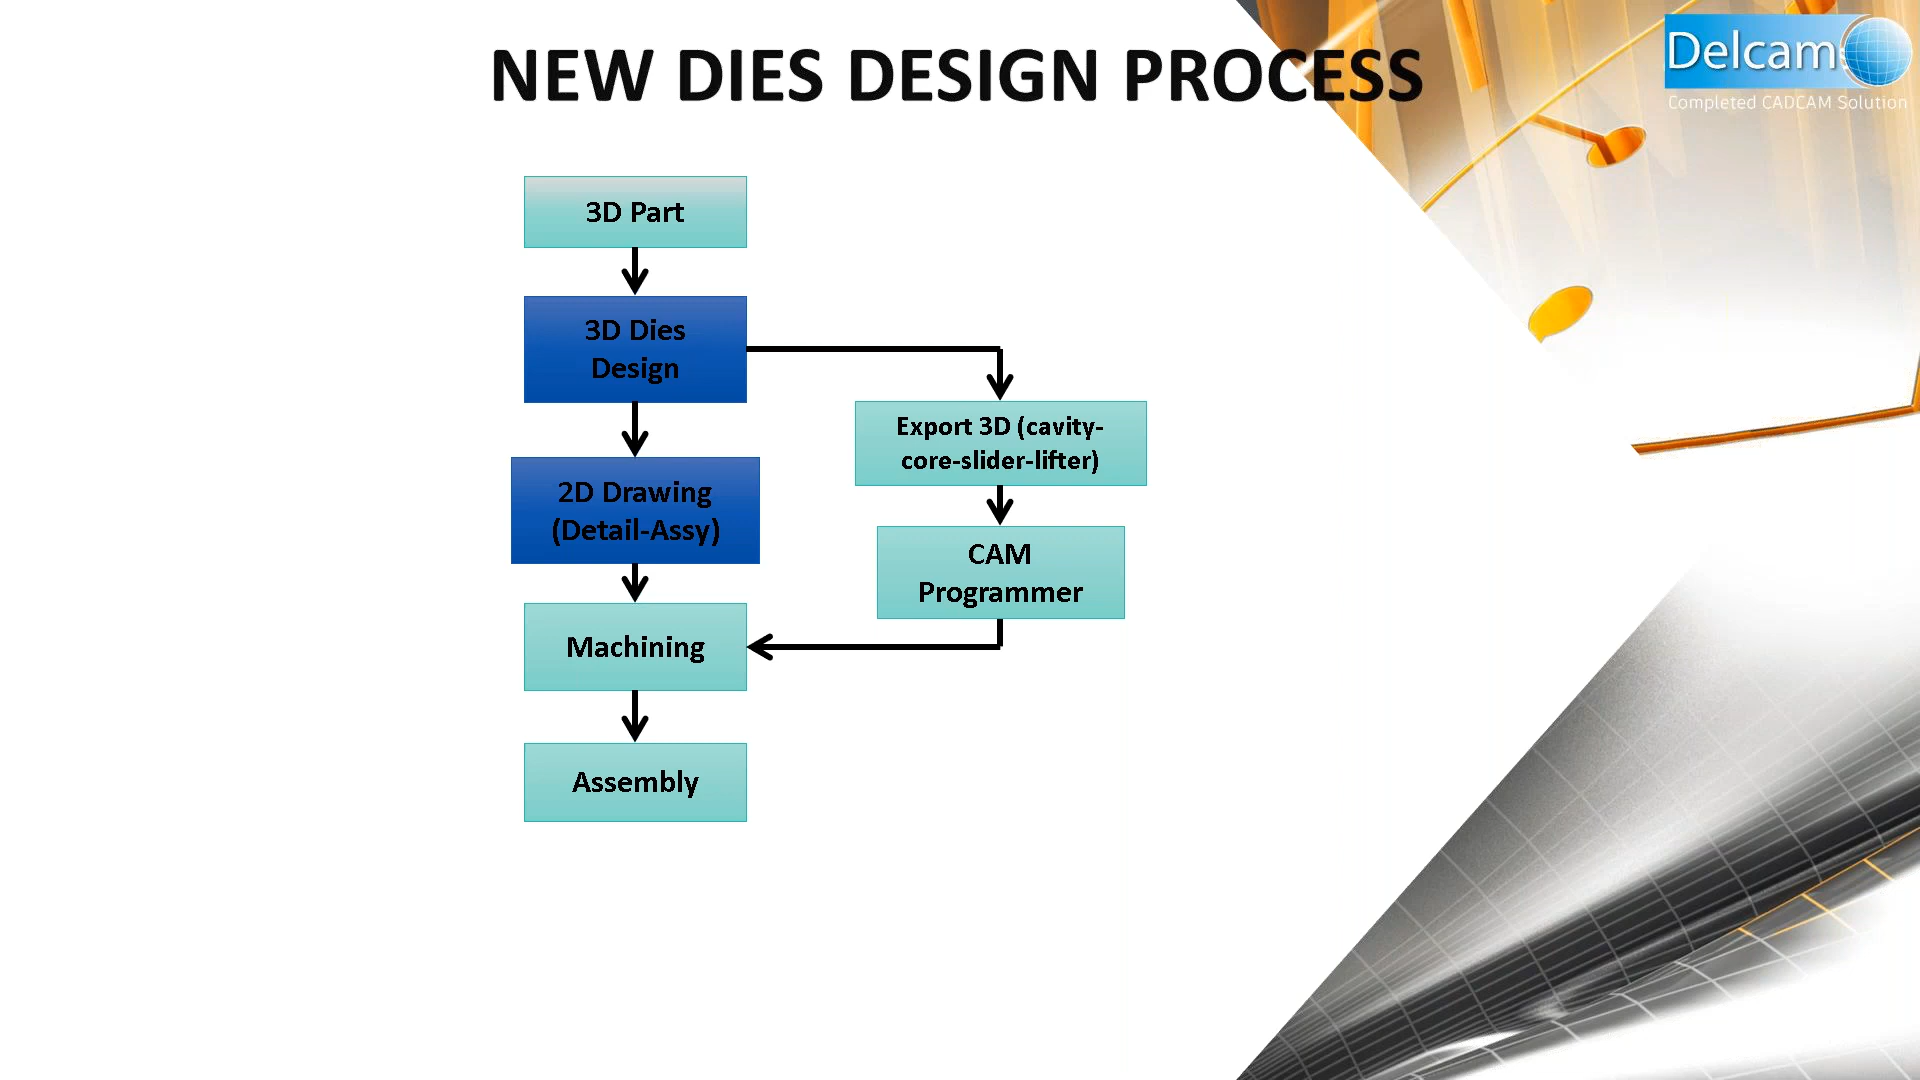 NEW DIES DESIGN PROCESS
Delcam
Completed CADCAM Solution
3D Part
3D Dies
Design
Export 3D (cavity-
core-slider-lifter)
2D Drawing
(Detail-Assy)
CAM
Programmer
Machining
Assembly